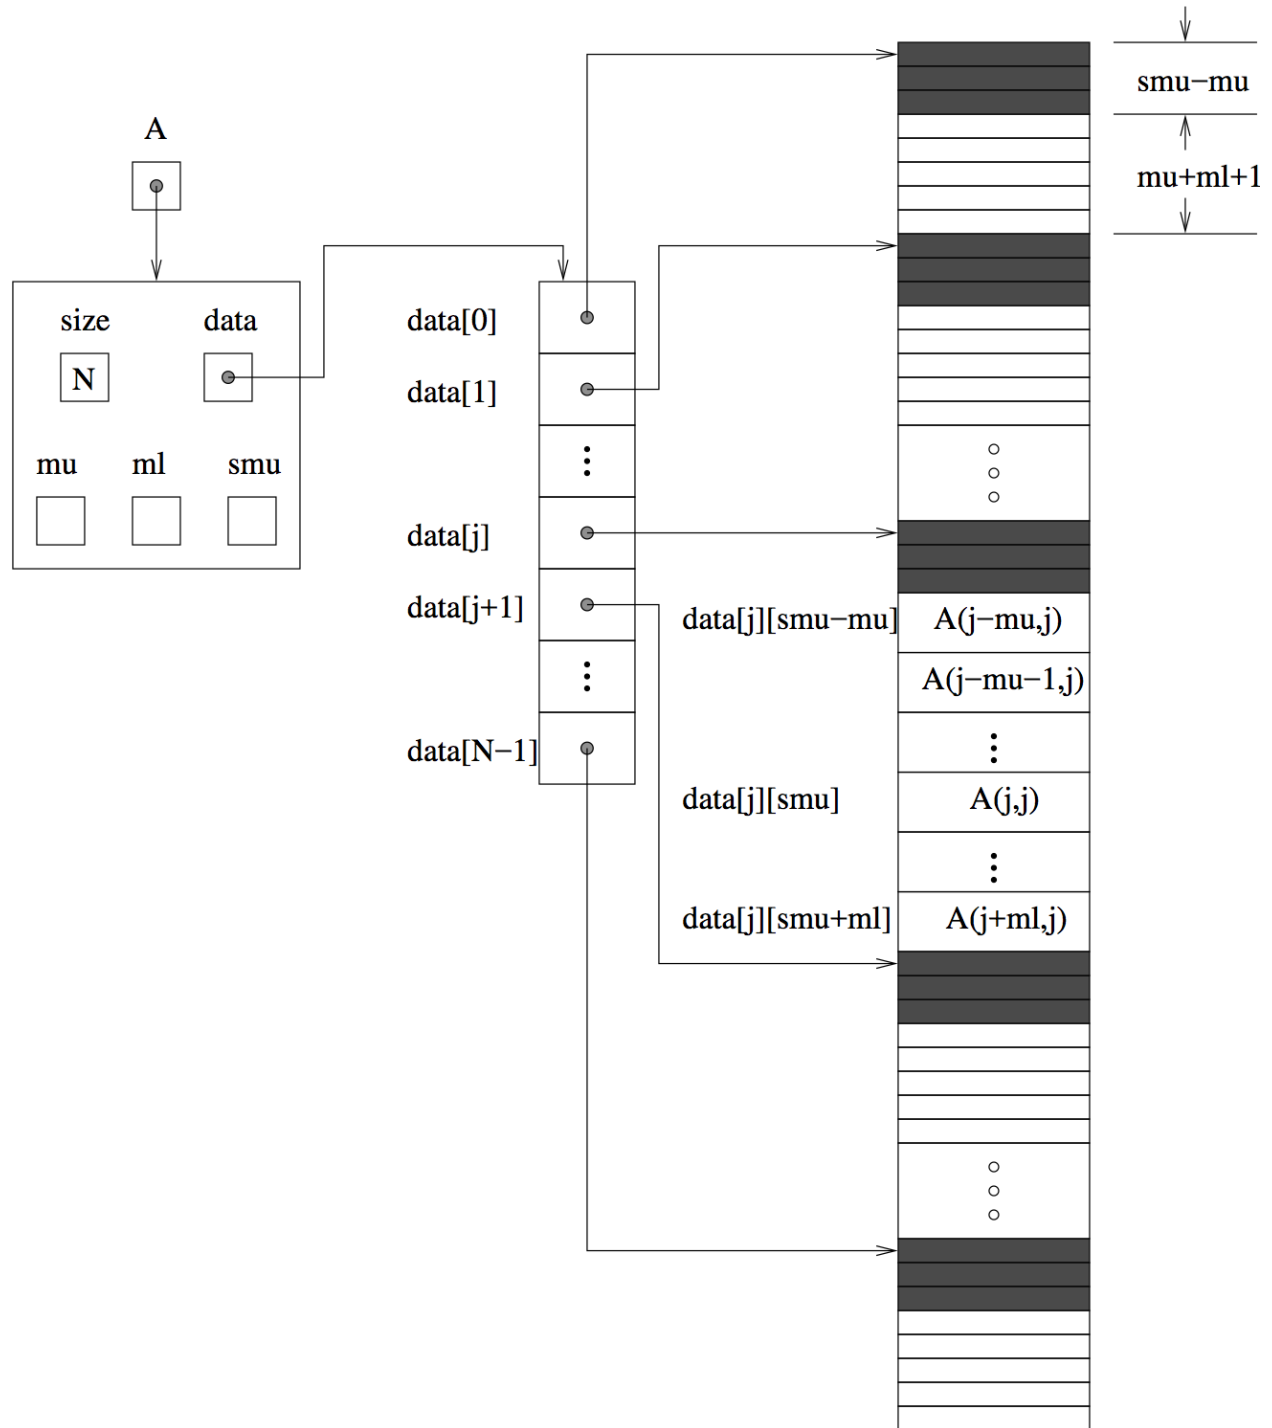 A
size data
N
mu ml smu
data[0]
data[1]
data[j]
data[j+1]
data[N−1]
data[j][smu−mu]
data[j][smu]
data[j][smu+ml]
A(j−mu,j)
A(j−mu−1,j)
A(j,j)
A(j+ml,j)
smu−mu
mu+ml+1